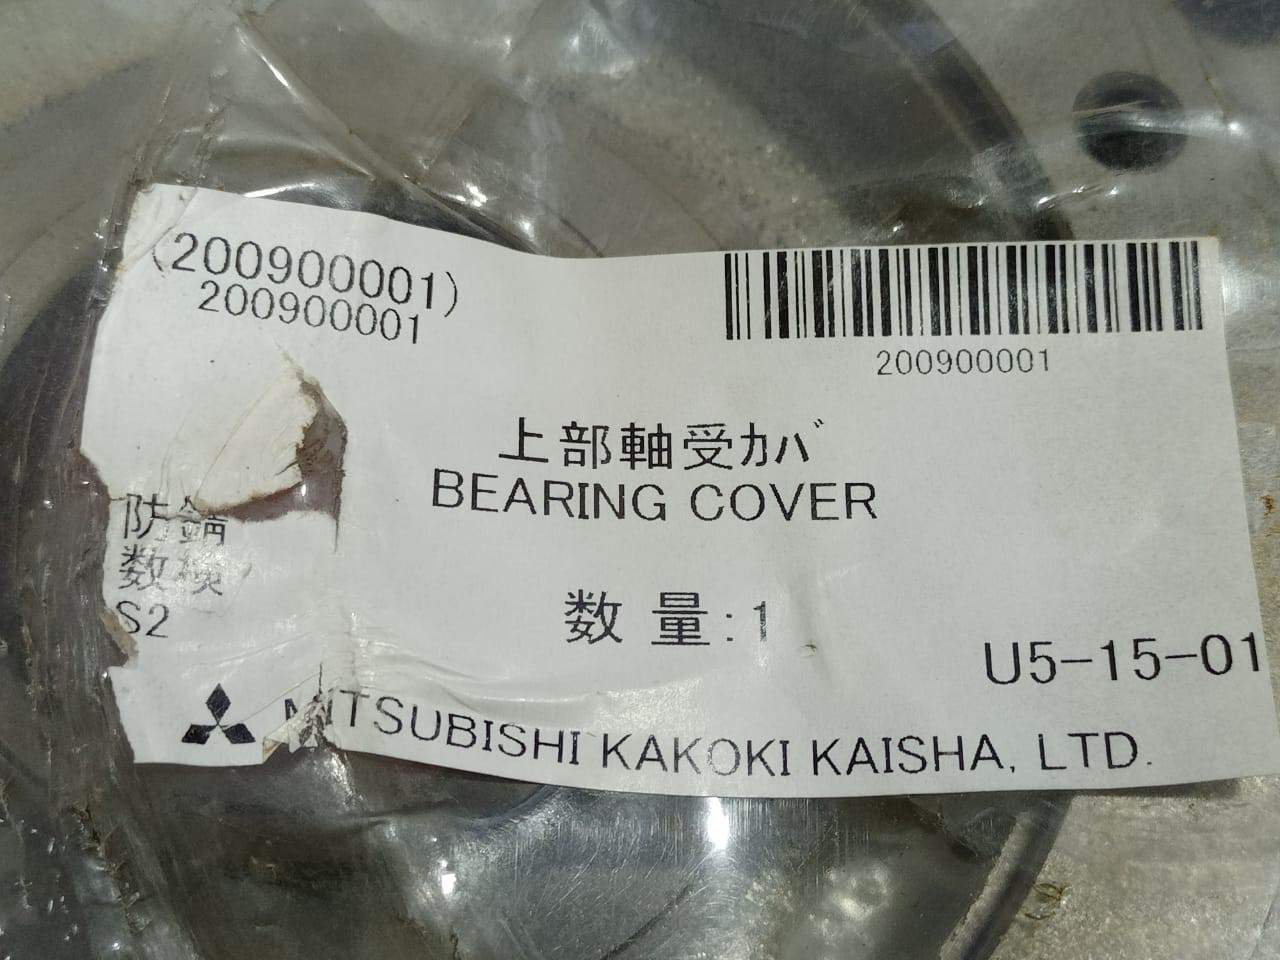 (200900001)
200900001
200900001
上部軸受カバ
BEARING COVER
防錆
数検
S2
数量:1
U5-15-01
MITSUBISHI KAKOKI KAISHA, LTD.